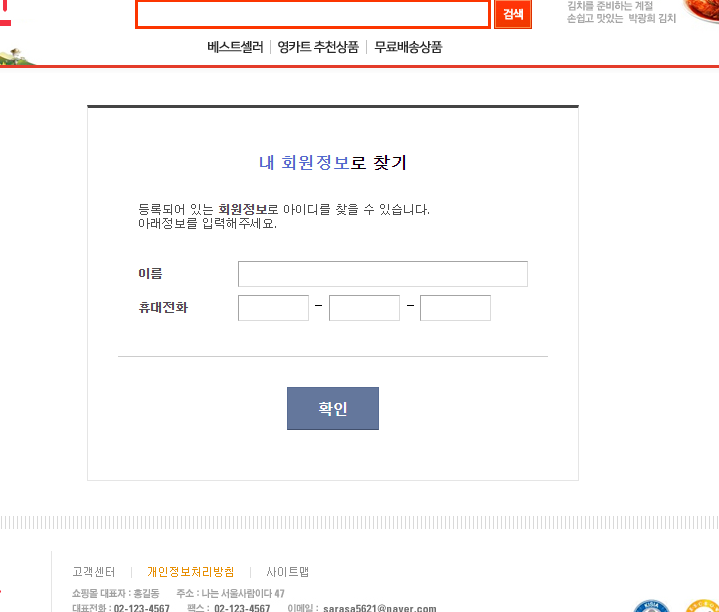 김치를 준비하는 계절
손쉽고 맛있는 박광희 김치
검색
베스트셀러 | 영카트 추천상품 | 무료배송상품
내 회원정보로 찾기
등록되어 있는 회원정보로 아이디를 찾을 수 있습니다.
아래정보를 입력해주세요.
이름
휴대전화 - -
확인
고객센터 | 개인정보처리방침 | 사이트맵
쇼핑몰 대표자 : 홍길동 주소 : 나는 서울사람이다 47
대표전화 : 02-123-4567 팩스 : 02-123-4567 이메일 : sarasa5621@naver.com